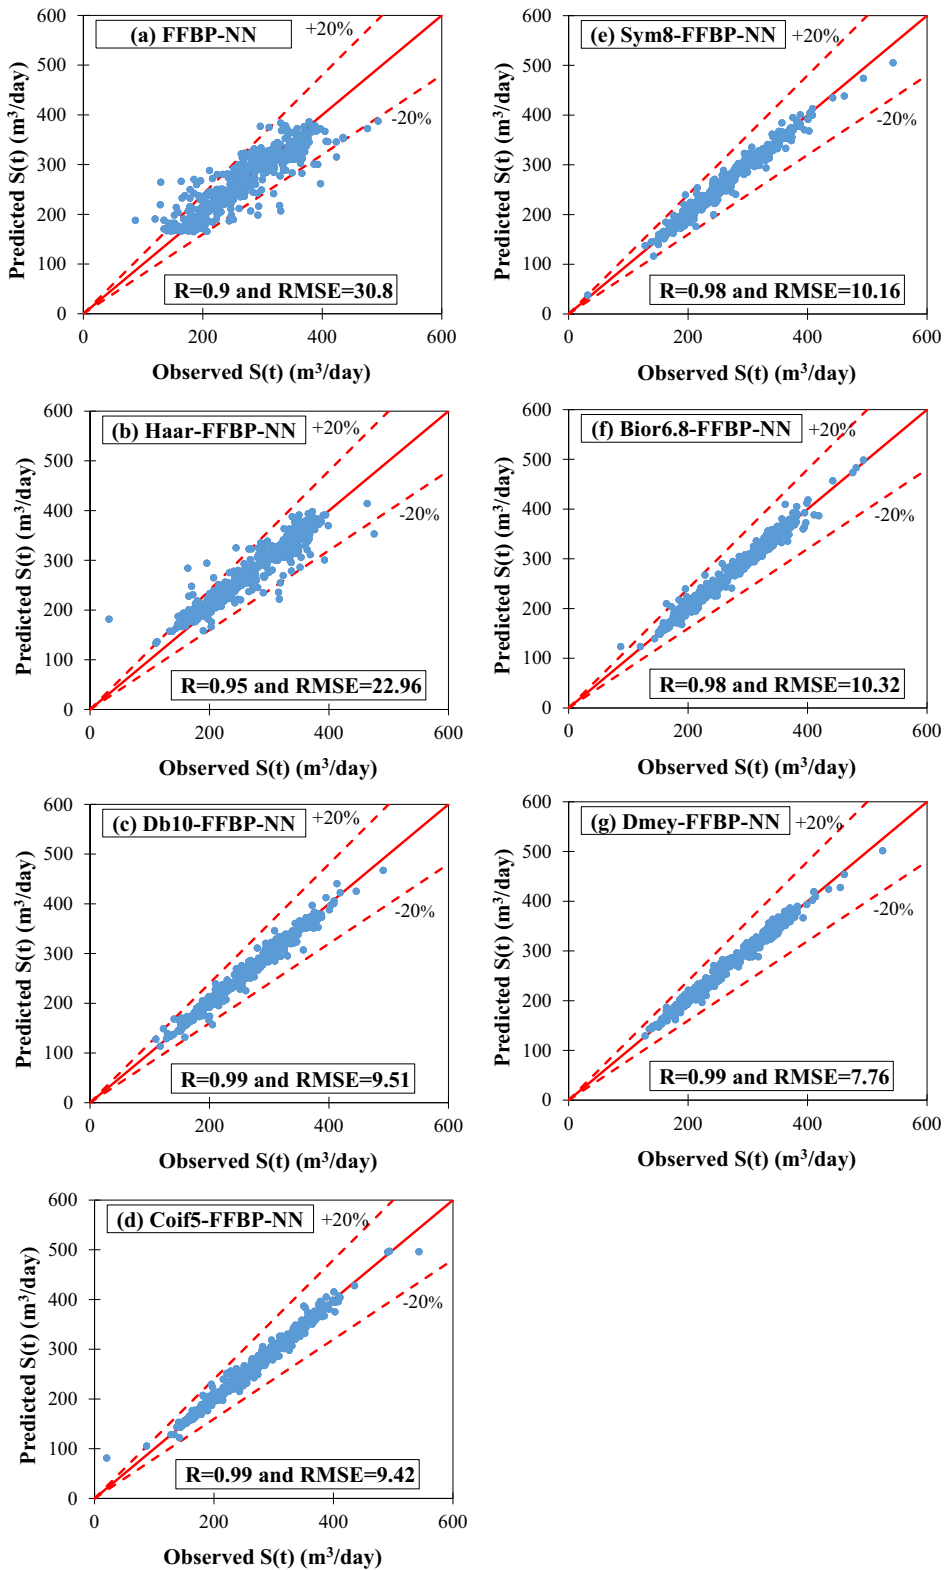 (a) FFBP-NN
+20%
-20%
Predicted S(t) (m³/day)
600
500
400
300
200
100
0
R=0.9 and RMSE=30.8
0 200 400 600
Observed S(t) (m³/day)
(e) Sym8-FFBP-NN
+20%
-20%
Predicted S(t) (m³/day)
600
500
400
300
200
100
0
R=0.98 and RMSE=10.16
0 200 400 600
Observed S(t) (m³/day)
(b) Haar-FFBP-NN
+20%
-20%
Predicted S(t) (m³/day)
600
500
400
300
200
100
0
R=0.95 and RMSE=22.96
0 200 400 600
Observed S(t) (m³/day)
(f) Bior6.8-FFBP-NN
+20%
-20%
Predicted S(t) (m³/day)
600
500
400
300
200
100
0
R=0.98 and RMSE=10.32
0 200 400 600
Observed S(t) (m³/day)
(c) Db10-FFBP-NN
+20%
-20%
Predicted S(t) (m³/day)
600
500
400
300
200
100
0
R=0.99 and RMSE=9.51
0 200 400 600
Observed S(t) (m³/day)
(g) Dmey-FFBP-NN
+20%
-20%
Predicted S(t) (m³/day)
600
500
400
300
200
100
0
R=0.99 and RMSE=7.76
0 200 400 600
Observed S(t) (m³/day)
(d) Coif5-FFBP-NN
+20%
-20%
Predicted S(t) (m³/day)
600
500
400
300
200
100
0
R=0.99 and RMSE=9.42
0 200 400 600
Observed S(t) (m³/day)